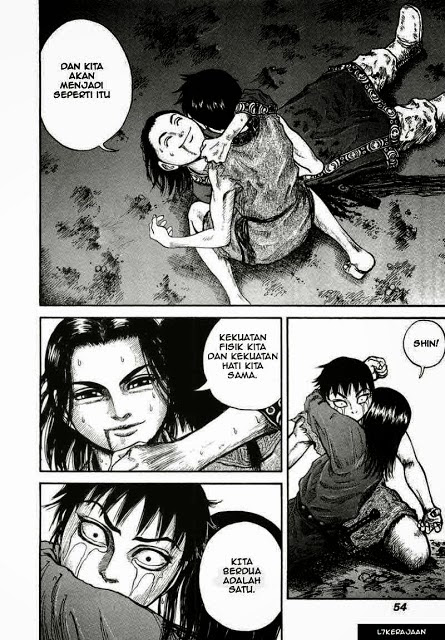 DAN KITA
AKAN
MENJADI
SEPERTI ITU
KEKUATAN
FISIK KITA
DAN KEKUATAN
HATI KITA
SAMA.
SHIN!
KITA
BERDUA
ADALAH
SATU.
54
L7KERAJAAN